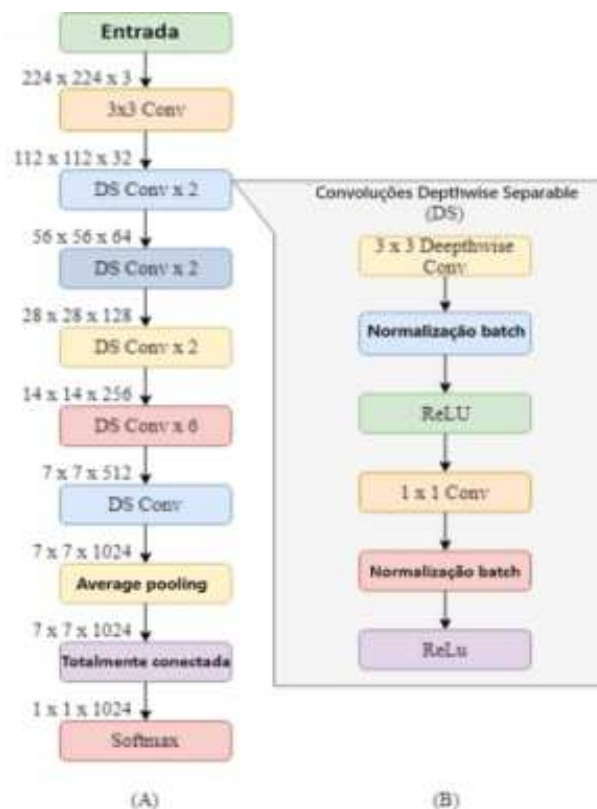 Entrada
224 x 224 x 3
3x3 Conv
112 x 112 x 32
DS Conv x 2
56 x 56 x 64
DS Conv x 2
28 x 28 x 128
DS Conv x 2
14 x 14 x 256
DS Conv x 6
7 x 7 x 512
DS Conv
7 x 7 x 1024
Average pooling
7 x 7 x 1024
Totalmente conectada
1 x 1 x 1024
Softmax
(A)
Convoluções Depthwise Separable
(DS)
3 x 3 Deepthwise
Conv
Normalização batch
ReLU
1 x 1 Conv
Normalização batch
ReLu
(B)